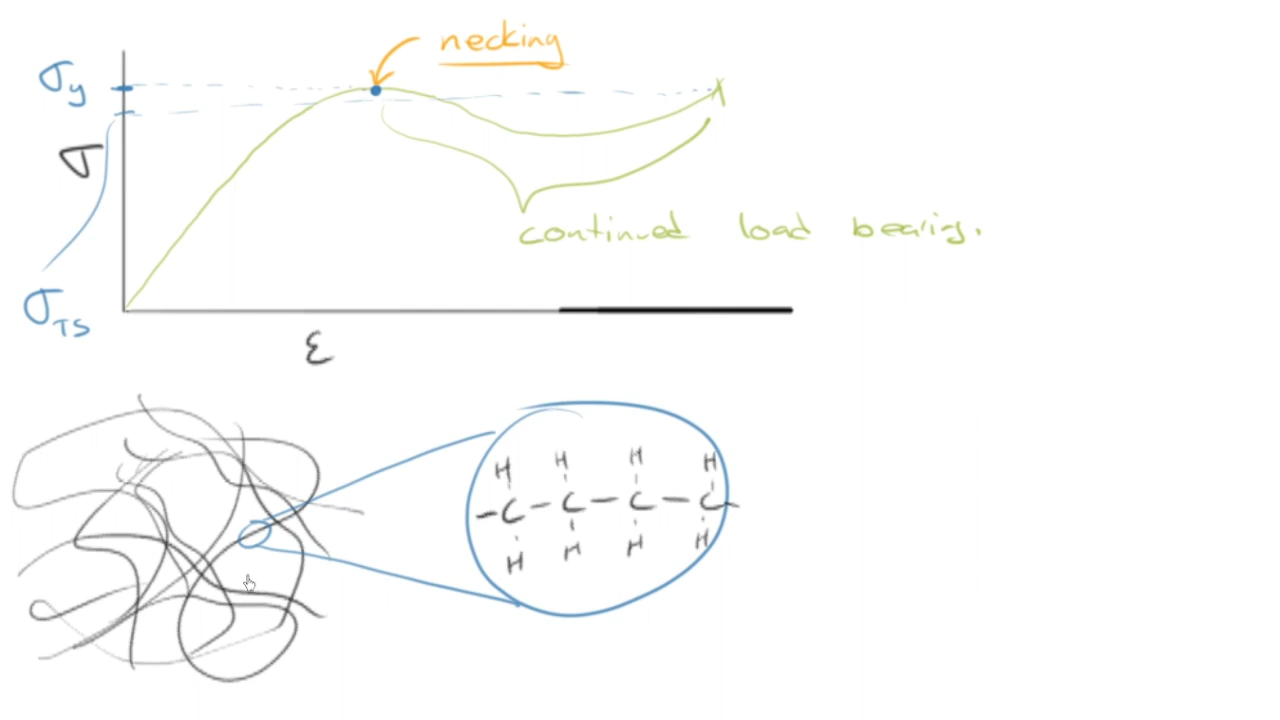 necking
σy
σ
continued load bearing.
σTS
ε
H H H H
-C-C-C-C-
H H H H